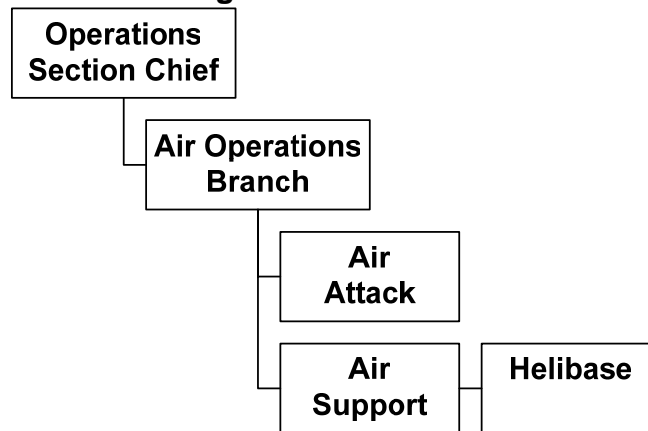 Operations
Section Chief
Air Operations
Branch
Air
Attack
Air
Support
Helibase